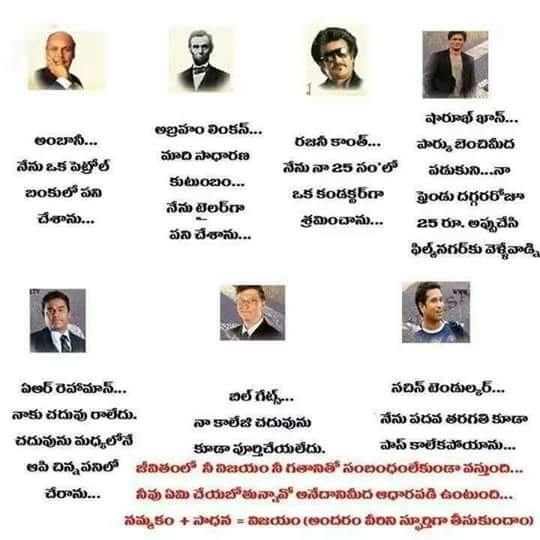 అంబానీ...
నేను ఒక పెట్రోల్
బంకులో పని
చేశాను...
అబ్రహం లింకన్...
మాది సాధారణ
కుటుంబం...
నేను టైలర్‌గా
పని చేశాను...
రజనీ కాంత్...
నేను నా 25 సం'లో
ఒక కండక్టర్‌గా
శ్రమించాను...
షారూఖ్ ఖాన్...
పార్కు బెంచిమీద
పడుకుని...నా
ఫ్రెండు దగ్గరరోజూ
25 రూ. అప్పుచేసి
ఫిల్మ్‌నగర్‌కు వెళ్ళేవాడ్ని
ఏఆర్ రెహామాన్...
నాకు చదువు రాలేదు.
చదువును మధ్యలోనే
ఆపి చిన్నపనిలో
చేరాను...
బిల్ గేట్స్...
నా కాలేజీ చదువును
కూడా పూర్తిచేయలేదు.
సచిన్ టెండుల్కర్...
నేను పదవ తరగతి కూడా
పాస్ కాలేకపోయాను...
జీవితంలో నీ విజయం నీ గతానితో సంబంధంలేకుండా వస్తుంది...
నీవు ఏమి చేయబోతున్నావో అనేదానిమీద ఆధారపడి ఉంటుంది...
నమ్మకం + సాధన = విజయం (అందరం వీరిని స్ఫూర్తిగా తీసుకుందాం)